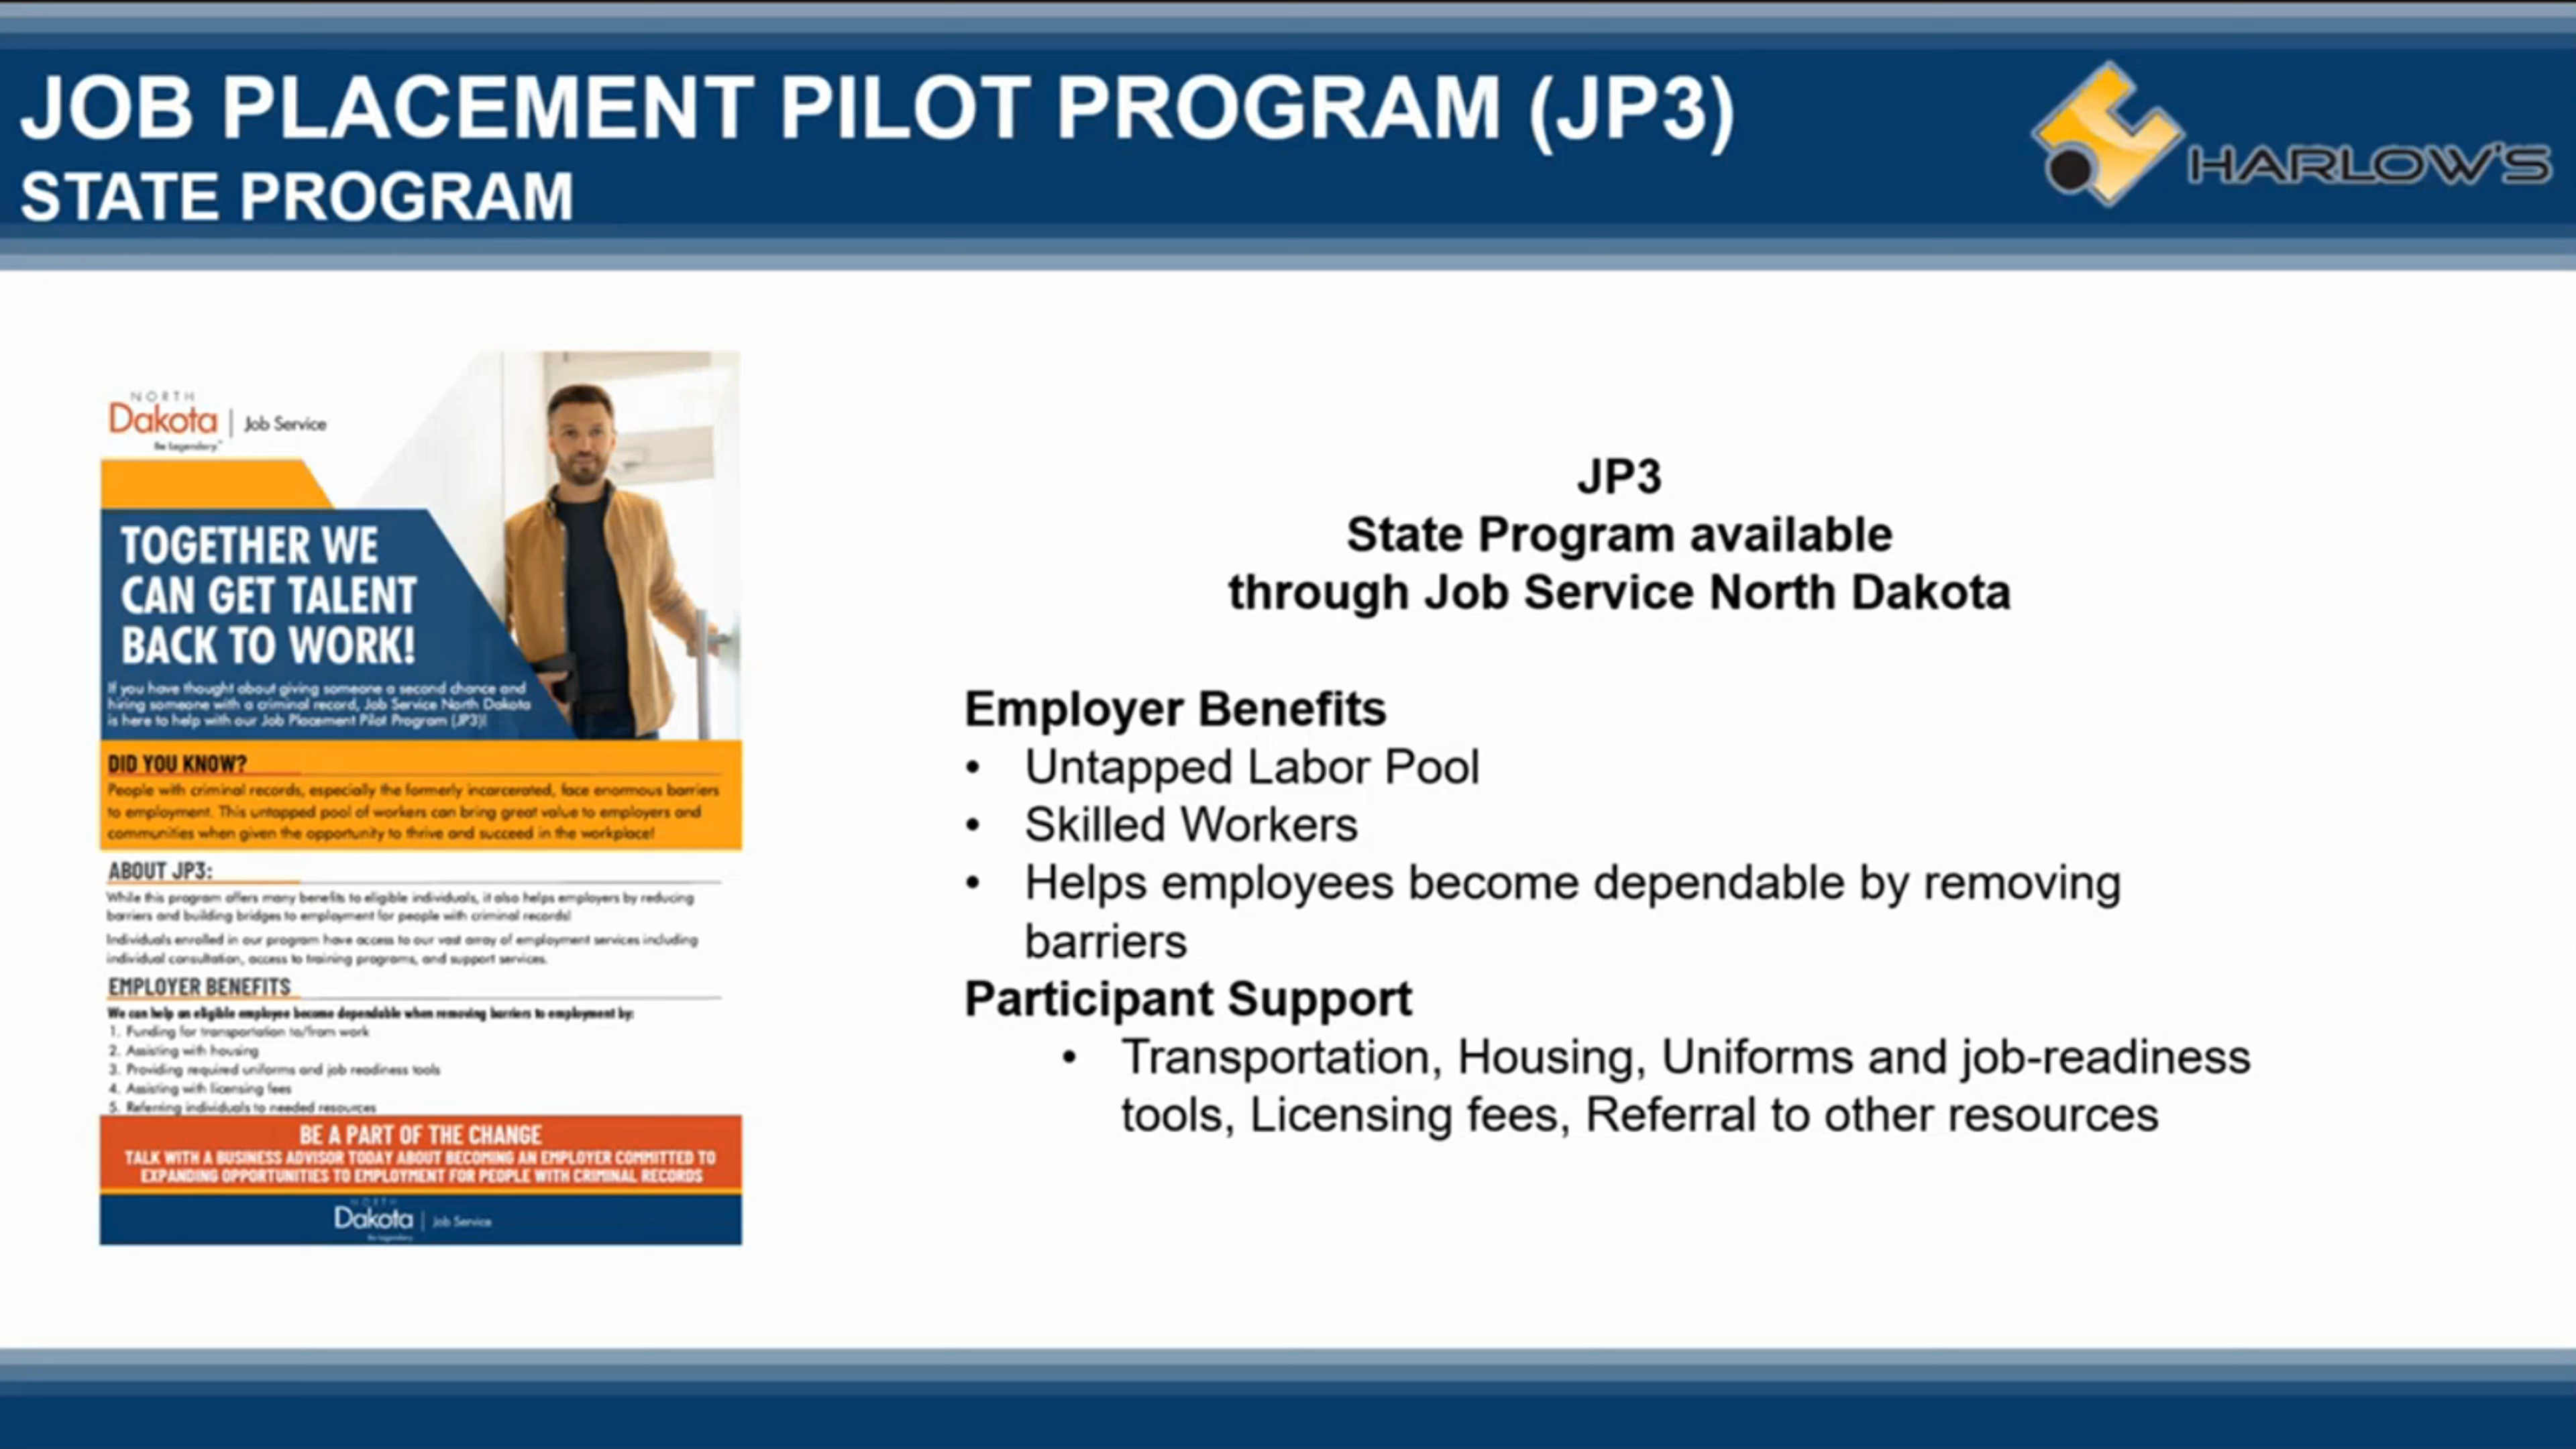 JOB PLACEMENT PILOT PROGRAM (JP3)
STATE PROGRAM
HARLOW'S
NORTH
Dakota | Job Service
Be Legendary.™
TOGETHER WE
CAN GET TALENT
BACK TO WORK!
If you have thought about giving someone a second chance and
hiring someone with a criminal record, Job Service North Dakota
is here to help with our Job Placement Pilot Program (JP3)!
DID YOU KNOW?
People with criminal records, especially the formerly incarcerated, face enormous barriers
to employment. This untapped pool of workers can bring great value to employers and
communities when given the opportunity to thrive and succeed in the workplace!
ABOUT JP3:
While this program offers many benefits to eligible individuals, it also helps employers by reducing
barriers and building bridges to employment for people with criminal records!
Individuals enrolled in our program have access to our vast array of employment services including
individual consultation, access to training programs, and support services.
EMPLOYER BENEFITS
We can help an eligible employee become dependable when removing barriers to employment by:
1. Funding for transportation to/from work
2. Assisting with housing
3. Providing required uniforms and job readiness tools
4. Assisting with licensing fees
5. Referring individuals to needed resources
BE A PART OF THE CHANGE
TALK WITH A BUSINESS ADVISOR TODAY ABOUT BECOMING AN EMPLOYER COMMITTED TO
EXPANDING OPPORTUNITIES TO EMPLOYMENT FOR PEOPLE WITH CRIMINAL RECORDS
NORTH
Dakota | Job Service
Be Legendary.
JP3
State Program available
through Job Service North Dakota
Employer Benefits
• Untapped Labor Pool
• Skilled Workers
• Helps employees become dependable by removing
barriers
Participant Support
• Transportation, Housing, Uniforms and job-readiness
tools, Licensing fees, Referral to other resources